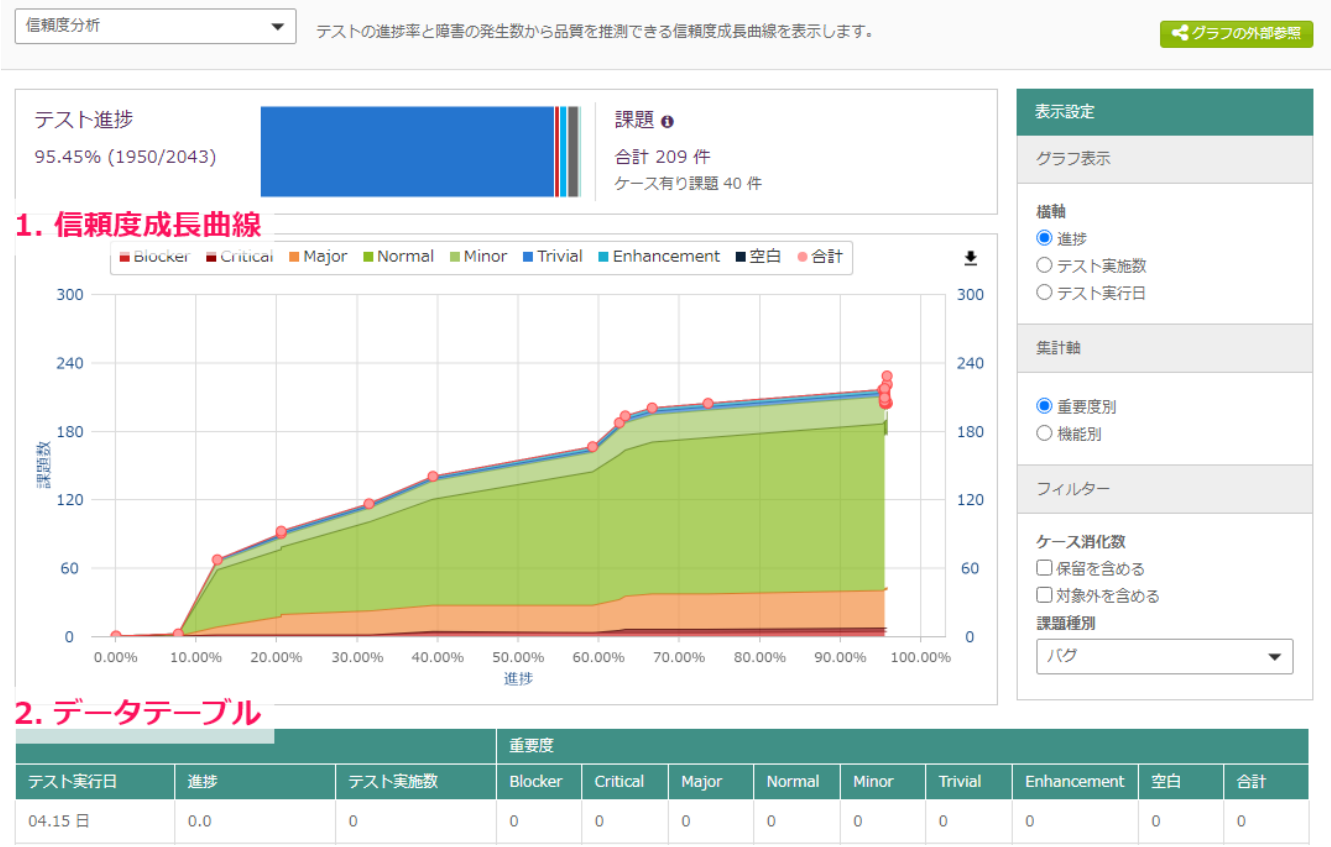 信頼度分析
テストの進捗率と障害の発生数から品質を推測できる信頼度成長曲線を表示します。
グラフの外部参照
テスト進捗
95.45% (1950/2043)
課題
合計 209 件
ケース有り課題 40 件
1. 信頼度成長曲線
Blocker Critical Major Normal Minor Trivial Enhancement 空白 合計
300 300
240 240
180 180
120 120
60 60
0 0
課題数
0.00% 10.00% 20.00% 30.00% 40.00% 50.00% 60.00% 70.00% 80.00% 90.00% 100.00%
進捗
表示設定
グラフ表示
横軸
進捗
テスト実施数
テスト実行日
集計軸
重要度別
機能別
フィルター
ケース消化数
保留を含める
対象外を含める
課題種別
バグ
2. データテーブル
重要度
テスト実行日 進捗 テスト実施数 Blocker Critical Major Normal Minor Trivial Enhancement 空白 合計
04.15 日 0.0 0 0 0 0 0 0 0 0 0 0